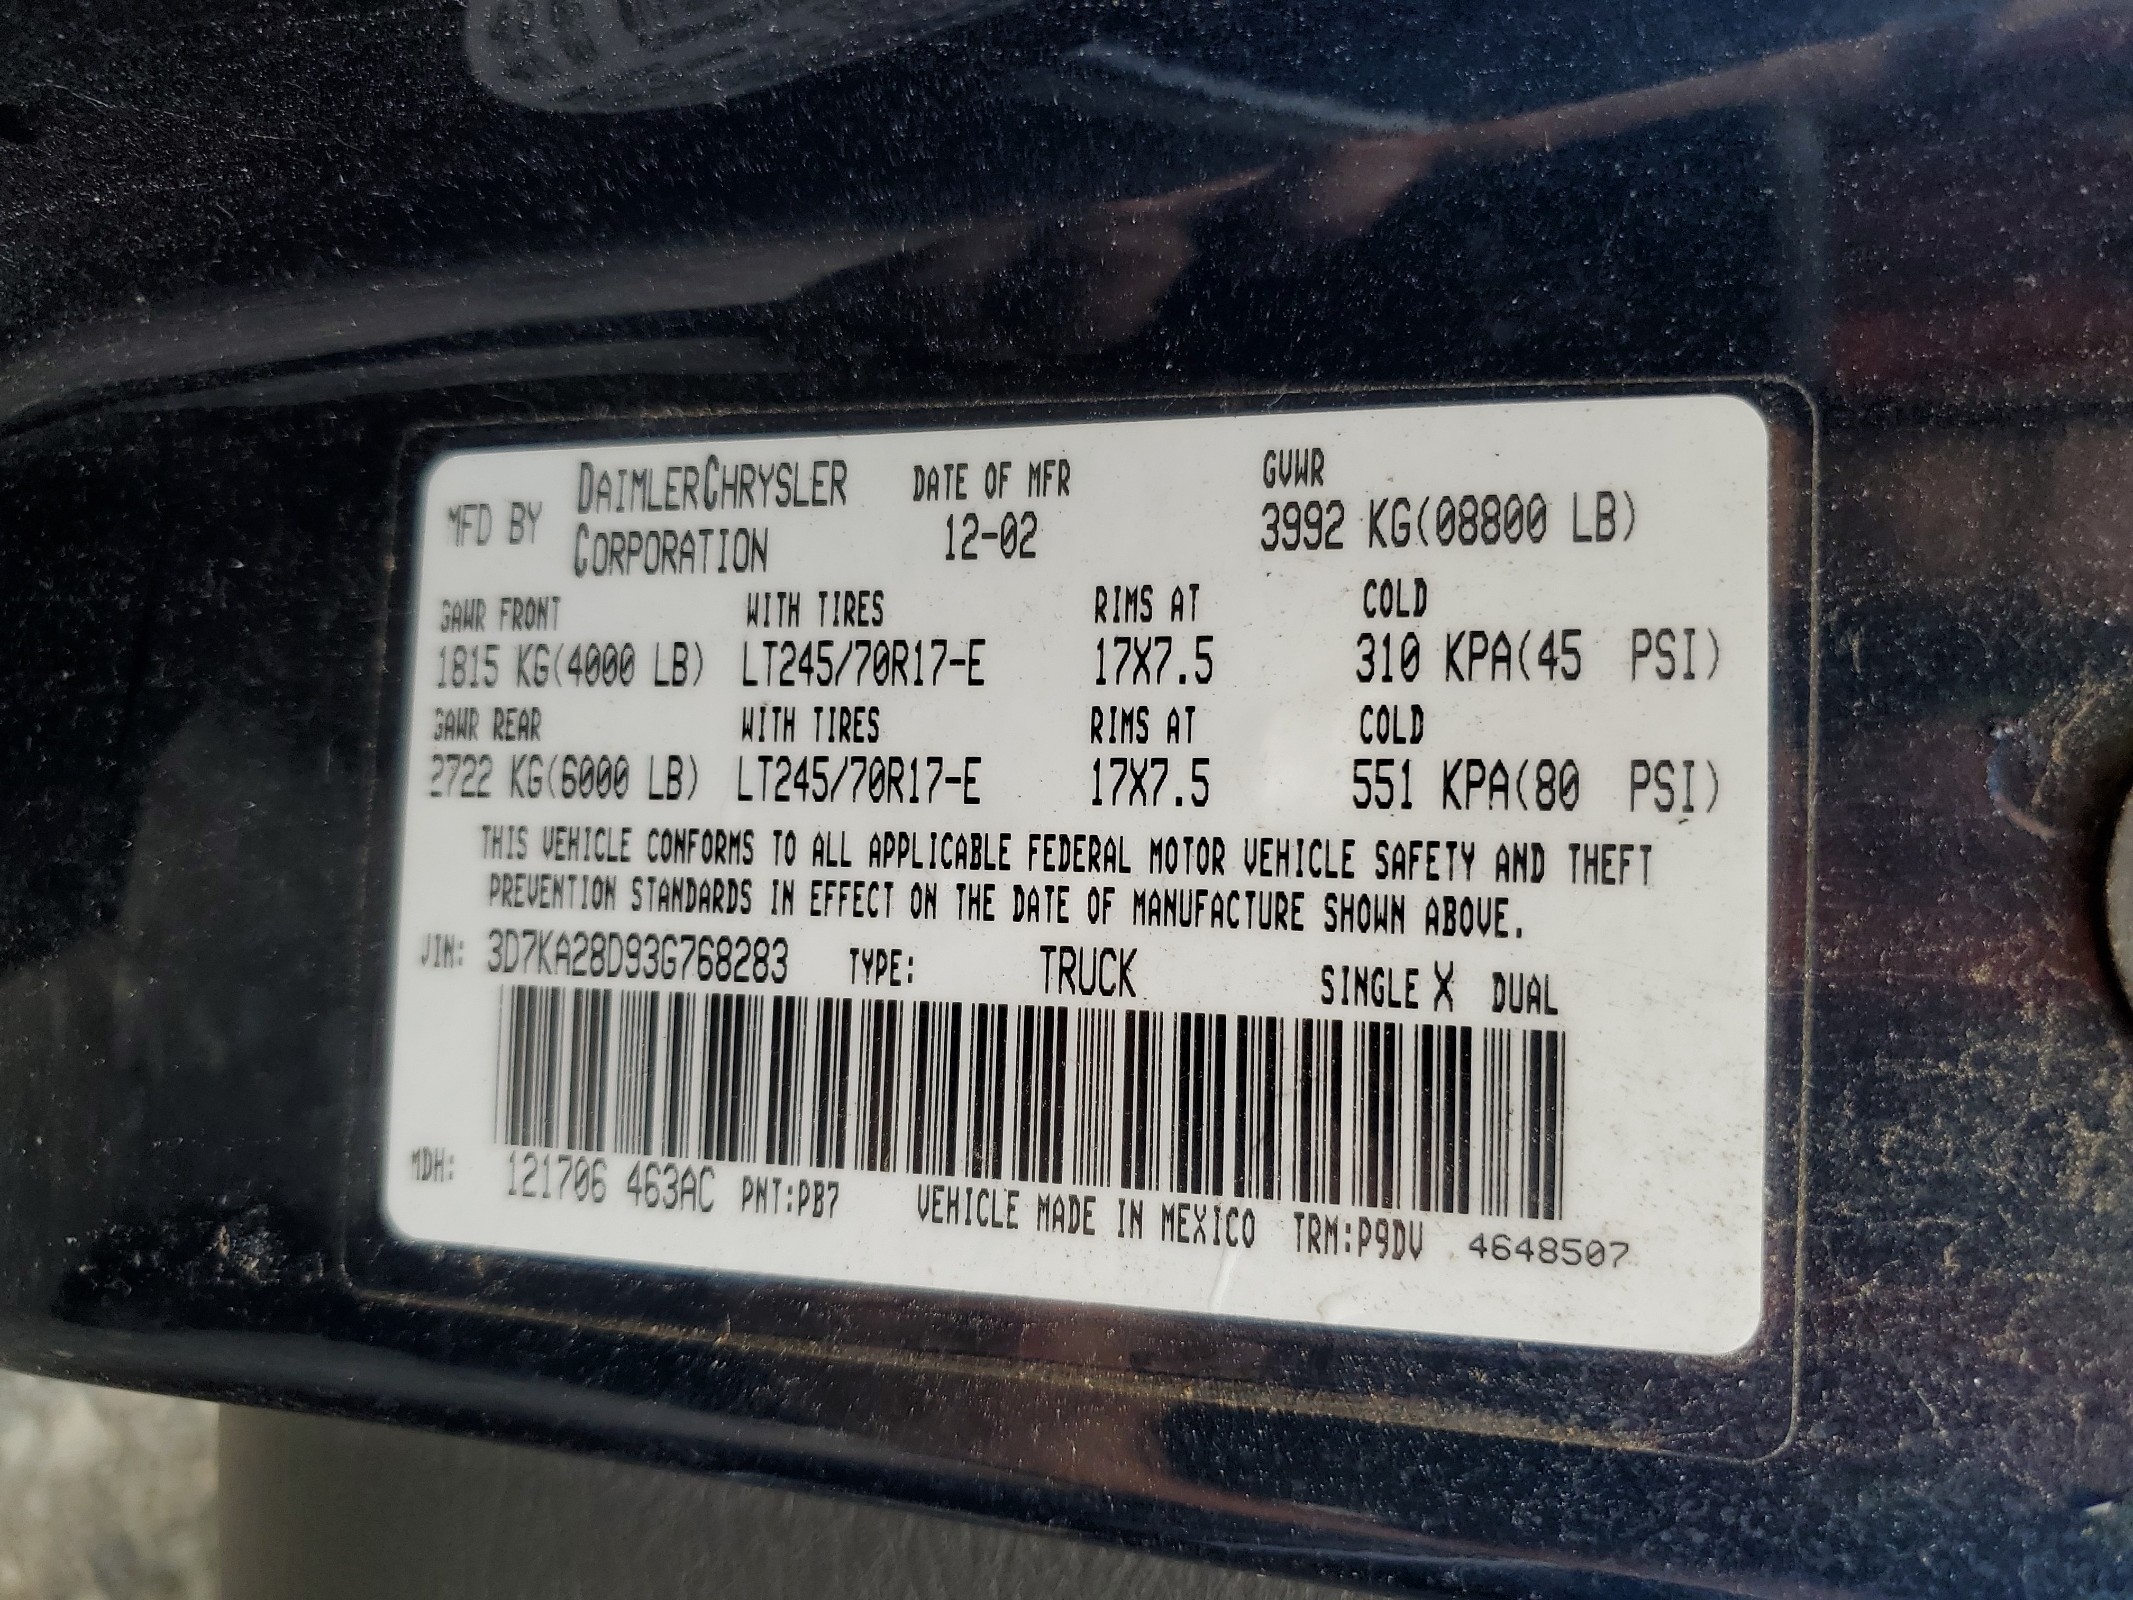 MFD BY DAIMLERCHRYSLER CORPORATION DATE OF MFR 12-02 GVWR 3992 KG(08800 LB)
GAWR FRONT WITH TIRES RIMS AT COLD
1815 KG(4000 LB) LT245/70R17-E 17X7.5 310 KPA(45 PSI)
GAWR REAR WITH TIRES RIMS AT COLD
2722 KG(6000 LB) LT245/70R17-E 17X7.5 551 KPA(80 PSI)
THIS VEHICLE CONFORMS TO ALL APPLICABLE FEDERAL MOTOR VEHICLE SAFETY AND THEFT
PREVENTION STANDARDS IN EFFECT ON THE DATE OF MANUFACTURE SHOWN ABOVE.
VIN: 3D7KA28D93G768283 TYPE: TRUCK SINGLE X DUAL
MDH: 121706 463AC PNT:PB7 VEHICLE MADE IN MEXICO TRM:P9DV 4648507